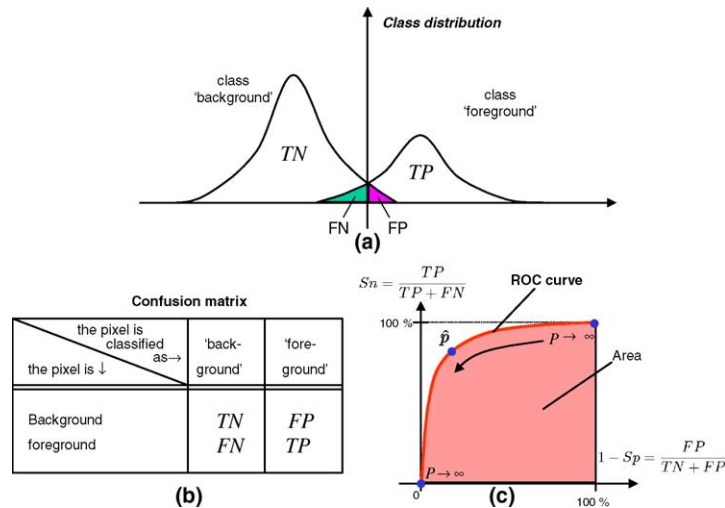 Class distribution
class
'background'
class
'foreground'
TN
TP
FN
FP
(a)
Confusion matrix
the pixel is
classified
as→
the pixel is ↓
'back-
ground'
'fore-
ground'
Background
TN
FP
foreground
FN
TP
(b)
Sn = TP / TP + FN
ROC curve
100 %
p̂
P → ∞
Area
P → ∞
1 − Sp = FP / TN + FP
0
100 %
(c)